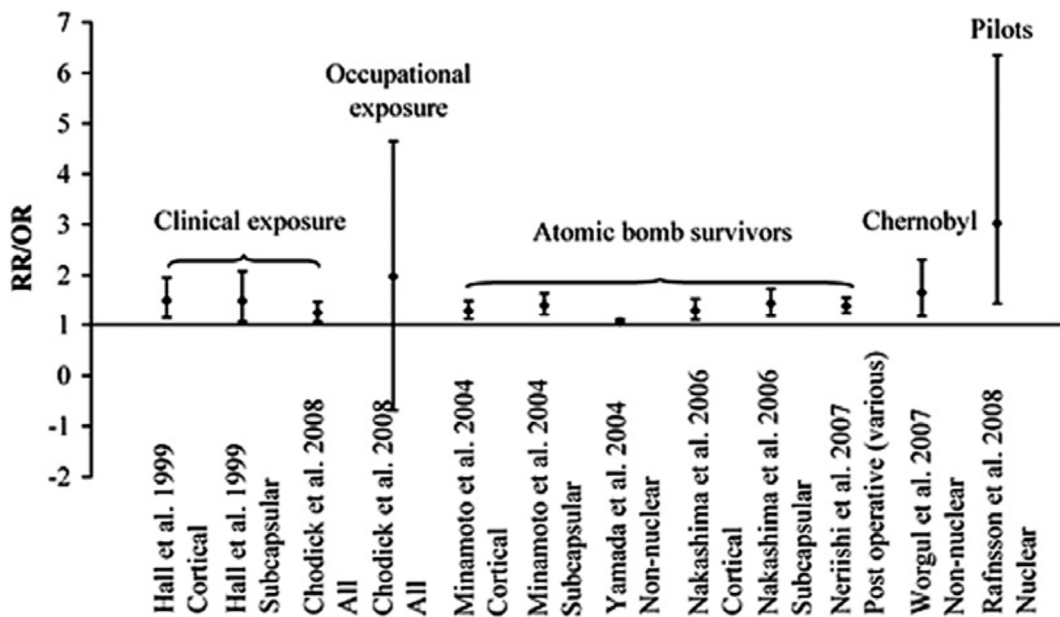 RR/OR
7
6
5
4
3
2
1
0
-1
-2
Clinical exposure
Occupational
exposure
Atomic bomb survivors
Chernobyl
Pilots
Hall et al. 1999
Cortical
Hall et al. 1999
Subcapsular
Chodick et al. 2008
All
Chodick et al. 2008
All
Minamoto et al. 2004
Cortical
Minamoto et al. 2004
Subcapsular
Yamada et al. 2004
Non-nuclear
Nakashima et al. 2006
Cortical
Nakashima et al. 2006
Subcapsular
Neriishi et al. 2007
Post operative (various)
Worgul et al. 2007
Non-nuclear
Rafnsson et al. 2008
Nuclear